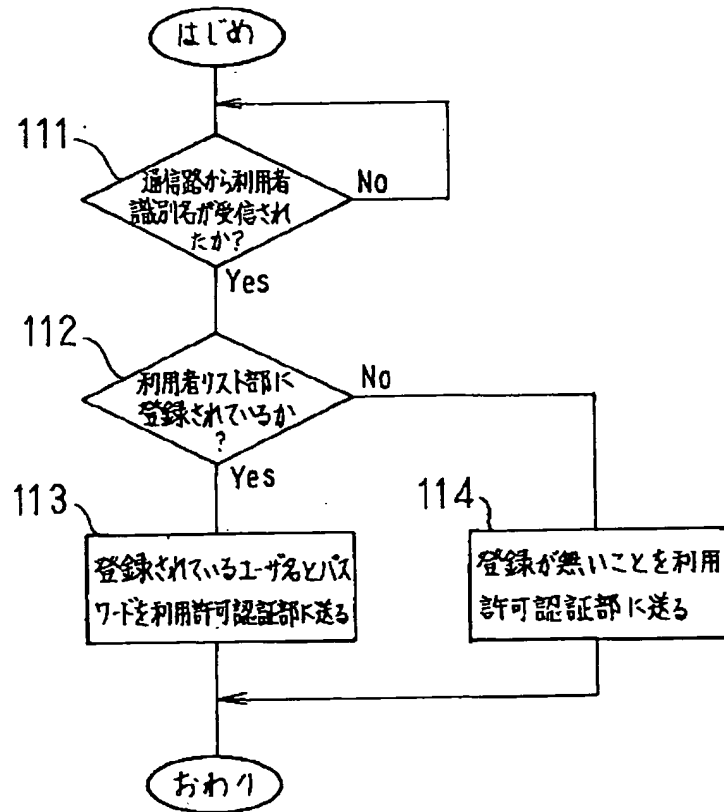 はじめ
111
通信路から利用者
識別名が受信され
たか?
No
Yes
112
利用者リスト部に
登録されているか
?
No
Yes
113
登録されているユーザ名とパス
ワードを利用許可認証部に送る
114
登録が無いことを利用
許可認証部に送る
おわり